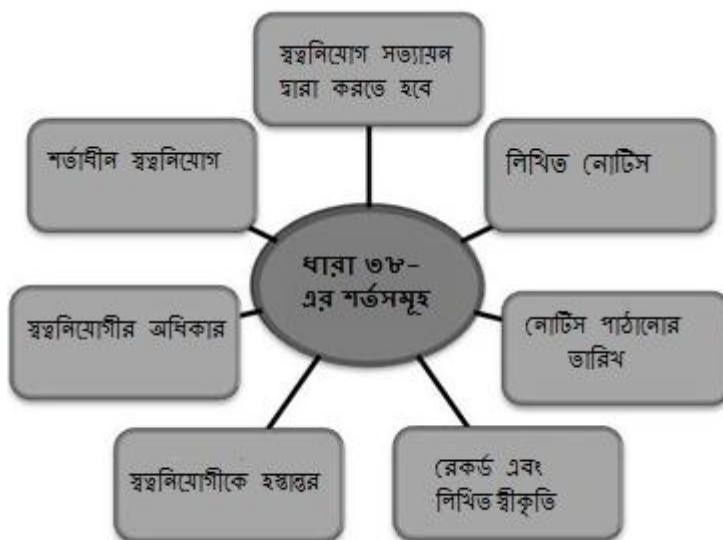 স্বত্বনিয়োগ সত্যায়ন
দ্বারা করতে হবে
শর্তাধীন স্বত্বনিয়োগ
লিখিত নোটিস
ধারা ৩৮-
এর শর্তসমূহ
স্বত্বনিয়োগীর অধিকার
নোটিস পাঠানোর
তারিখ
স্বত্বনিয়োগীকে হস্তান্তর
রেকর্ড এবং
লিখিত স্বীকৃতি